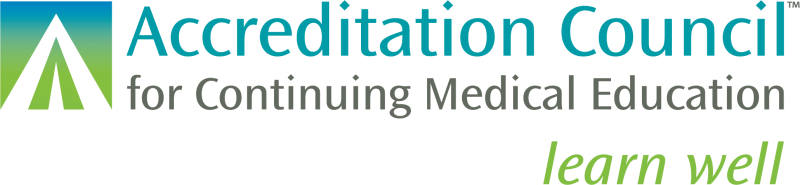 Accreditation Council™
for Continuing Medical Education
learn well